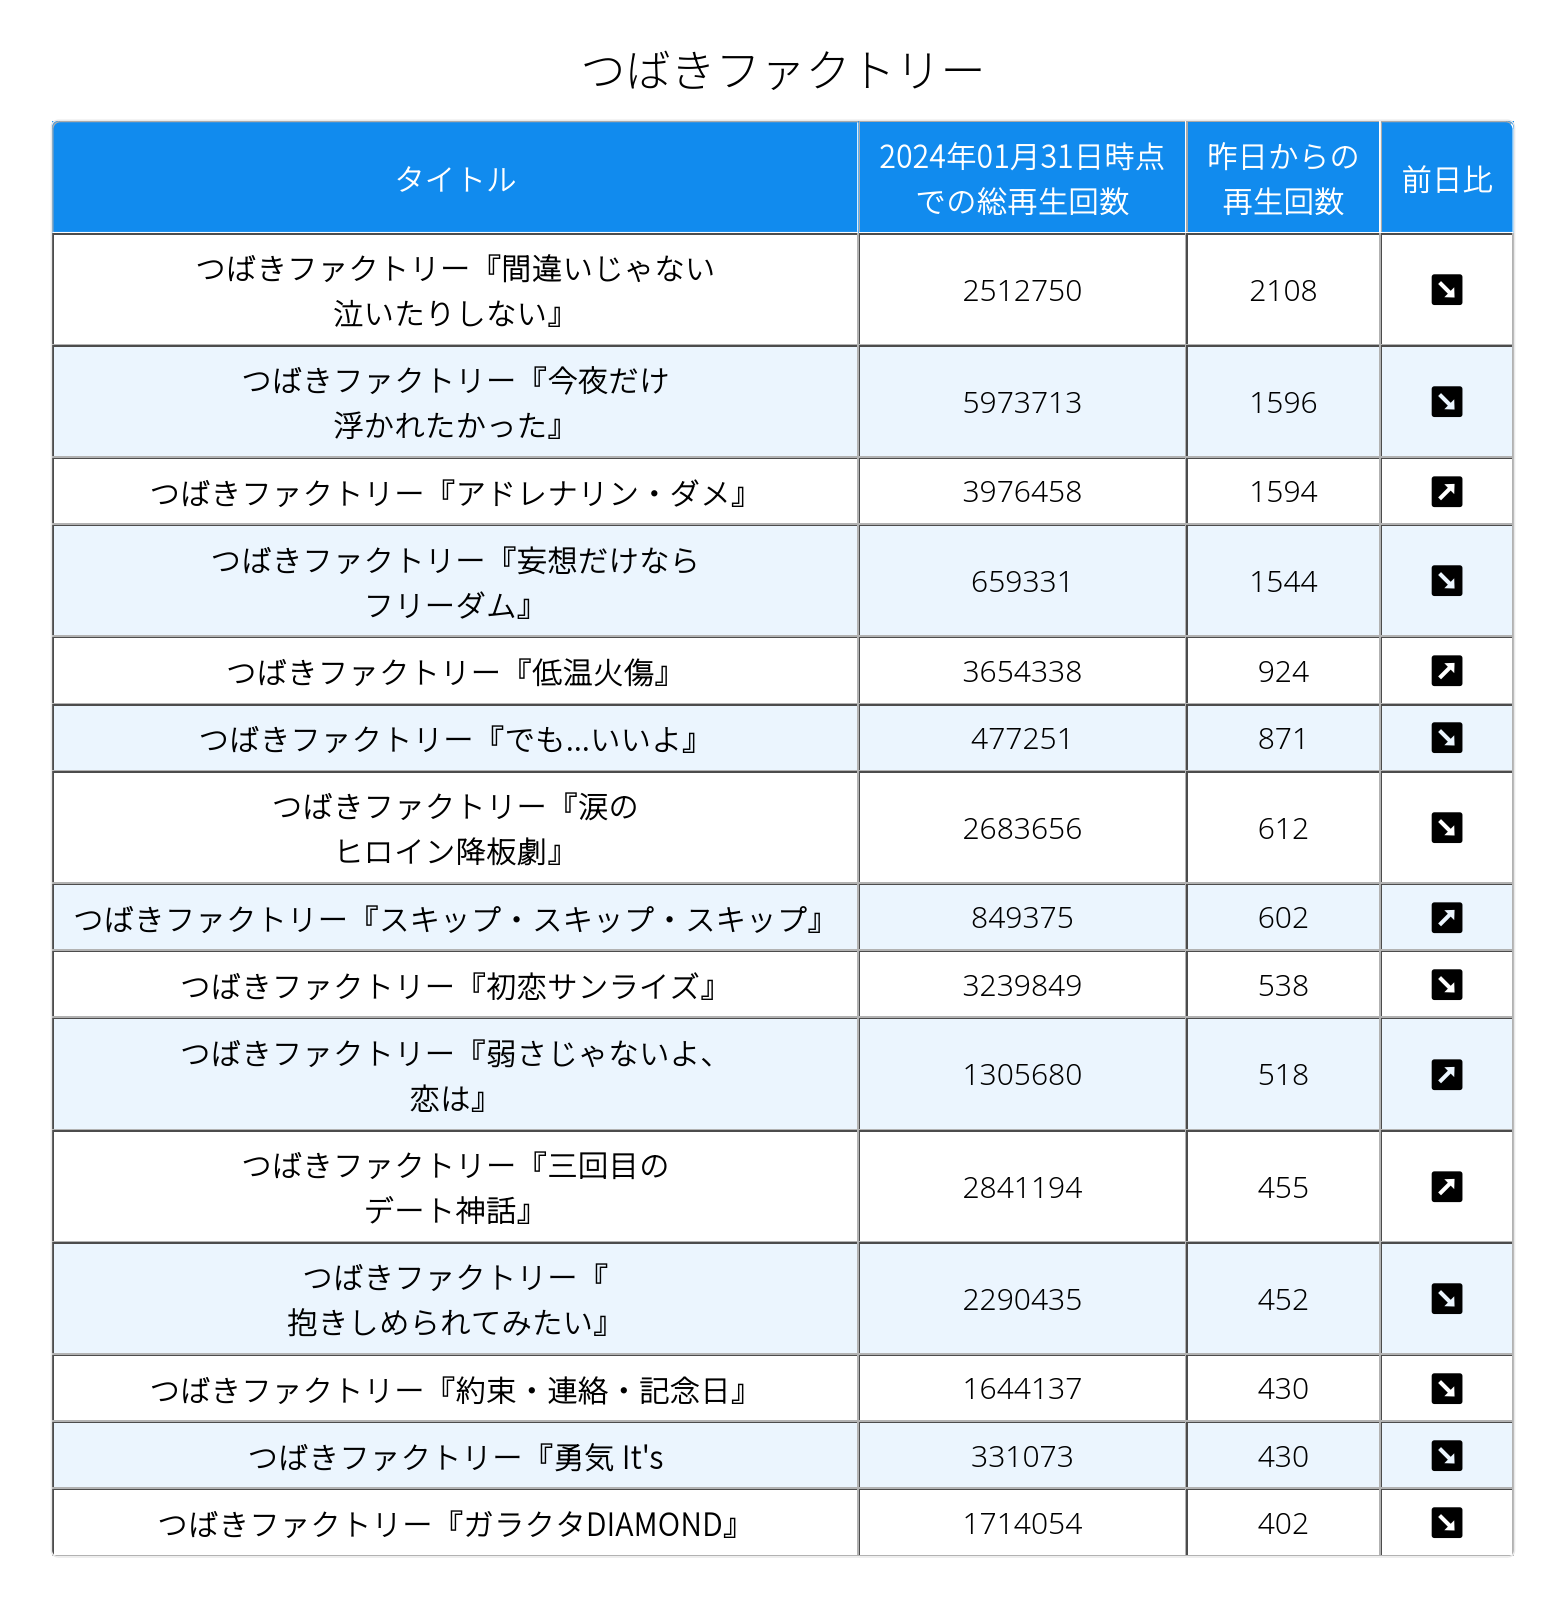 つばきファクトリー
タイトル
2024年01月31日時点
での総再生回数
昨日からの
再生回数
前日比
つばきファクトリー『間違いじゃない
泣いたりしない』
2512750
2108
つばきファクトリー『今夜だけ
浮かれたかった』
5973713
1596
つばきファクトリー『アドレナリン・ダメ』
3976458
1594
つばきファクトリー『妄想だけなら
フリーダム』
659331
1544
つばきファクトリー『低温火傷』
3654338
924
つばきファクトリー『でも...いいよ』
477251
871
つばきファクトリー『涙の
ヒロイン降板劇』
2683656
612
つばきファクトリー『スキップ・スキップ・スキップ』
849375
602
つばきファクトリー『初恋サンライズ』
3239849
538
つばきファクトリー『弱さじゃないよ、
恋は』
1305680
518
つばきファクトリー『三回目の
デート神話』
2841194
455
つばきファクトリー『
抱きしめられてみたい』
2290435
452
つばきファクトリー『約束・連絡・記念日』
1644137
430
つばきファクトリー『勇気 It's
331073
430
つばきファクトリー『ガラクタDIAMOND』
1714054
402